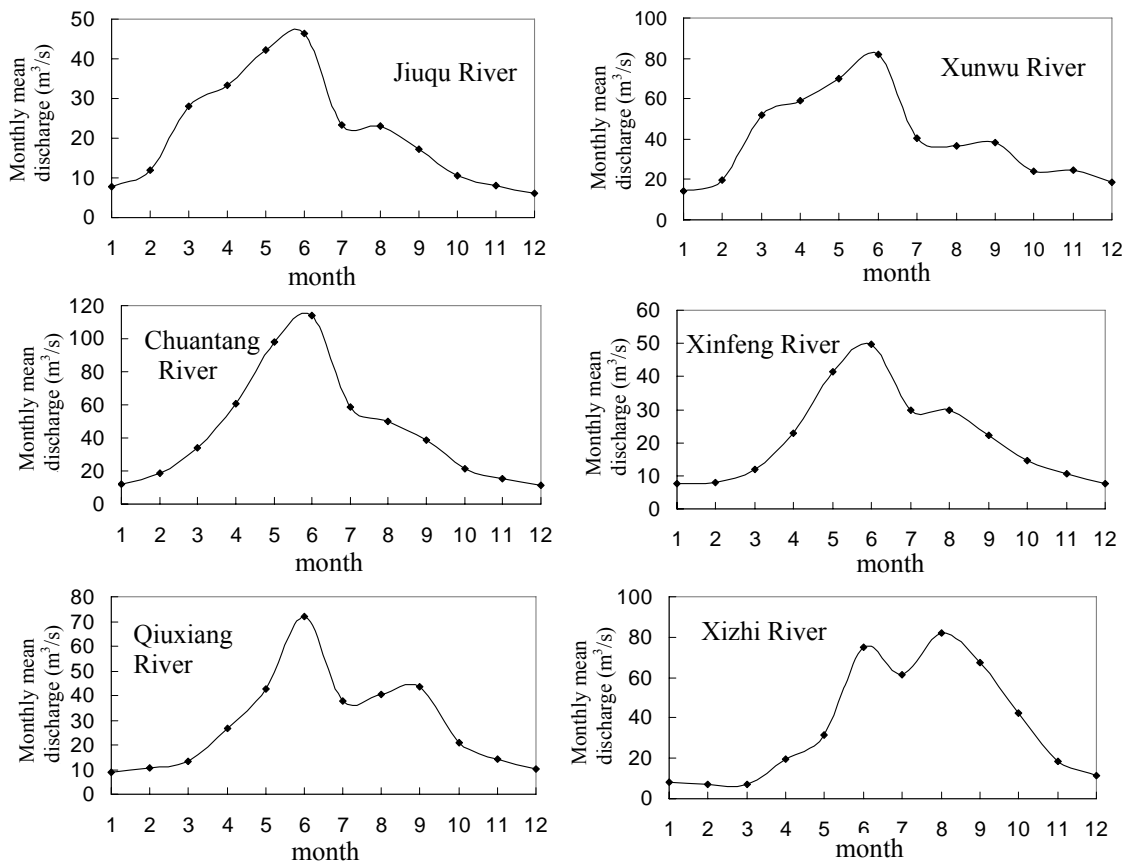 Monthly mean
discharge (m³/s)
50
40
30
20
10
0
Jiuqu River
1 2 3 4 5 6 7 8 9 10 11 12
month
Monthly mean
discharge (m³/s)
100
80
60
40
20
0
Xunwu River
1 2 3 4 5 6 7 8 9 10 11 12
month
Monthly mean
discharge (m³/s)
120
100
80
60
40
20
0
Chuantang
River
1 2 3 4 5 6 7 8 9 10 11 12
month
Monthly mean
discharge (m³/s)
60
50
40
30
20
10
0
Xinfeng River
1 2 3 4 5 6 7 8 9 10 11 12
month
Monthly mean
discharge (m³/s)
80
70
60
50
40
30
20
10
0
Qiuxiang
River
1 2 3 4 5 6 7 8 9 10 11 12
month
Monthly mean
discharge (m³/s)
100
80
60
40
20
0
Xizhi River
1 2 3 4 5 6 7 8 9 10 11 12
month